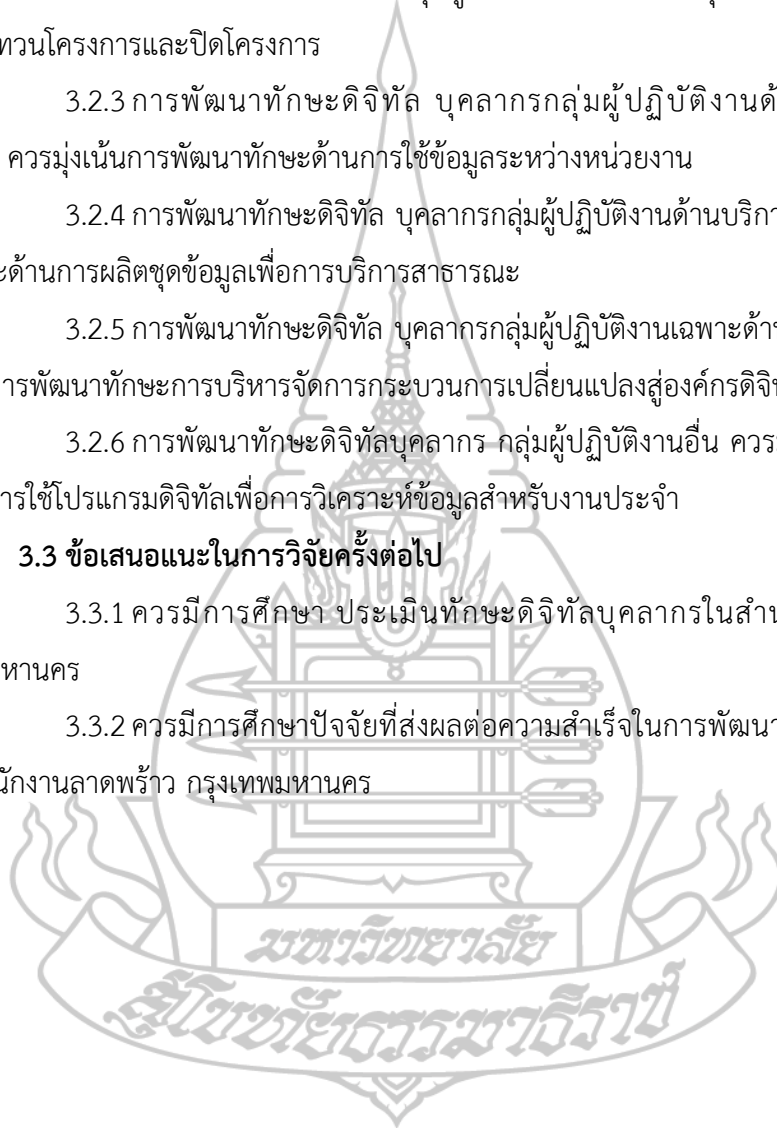 ทวนโครงการและปิดโครงการ
3.2.3 การพัฒนาทักษะดิจิทัล บุคลากรกลุ่มผู้ปฏิบัติงานด้
ควรมุ่งเน้นการพัฒนาทักษะด้านการใช้ข้อมูลระหว่างหน่วยงาน
3.2.4 การพัฒนาทักษะดิจิทัล บุคลากรกลุ่มผู้ปฏิบัติงานด้านบริกา
ะด้านการผลิตชุดข้อมูลเพื่อการบริการสาธารณะ
3.2.5 การพัฒนาทักษะดิจิทัล บุคลากรกลุ่มผู้ปฏิบัติงานเฉพาะด้าน
ารพัฒนาทักษะการบริหารจัดการกระบวนการเปลี่ยนแปลงสู่องค์กรดิจิทั
3.2.6 การพัฒนาทักษะดิจิทัลบุคลากร กลุ่มผู้ปฏิบัติงานอื่น ควร
ารใช้โปรแกรมดิจิทัลเพื่อการวิเคราะห์ข้อมูลสำหรับงานประจำ
3.3 ข้อเสนอแนะในการวิจัยครั้งต่อไป
3.3.1 ควรมีการศึกษา ประเมินทักษะดิจิทัลบุคลากรในสำน
หานคร
3.3.2 ควรมีการศึกษาปัจจัยที่ส่งผลต่อความสำเร็จในการพัฒนา
นักงานลาดพร้าว กรุงเทพมหานคร
มหาวิทยาลัย
สุโขทัยธรรมาธิราช